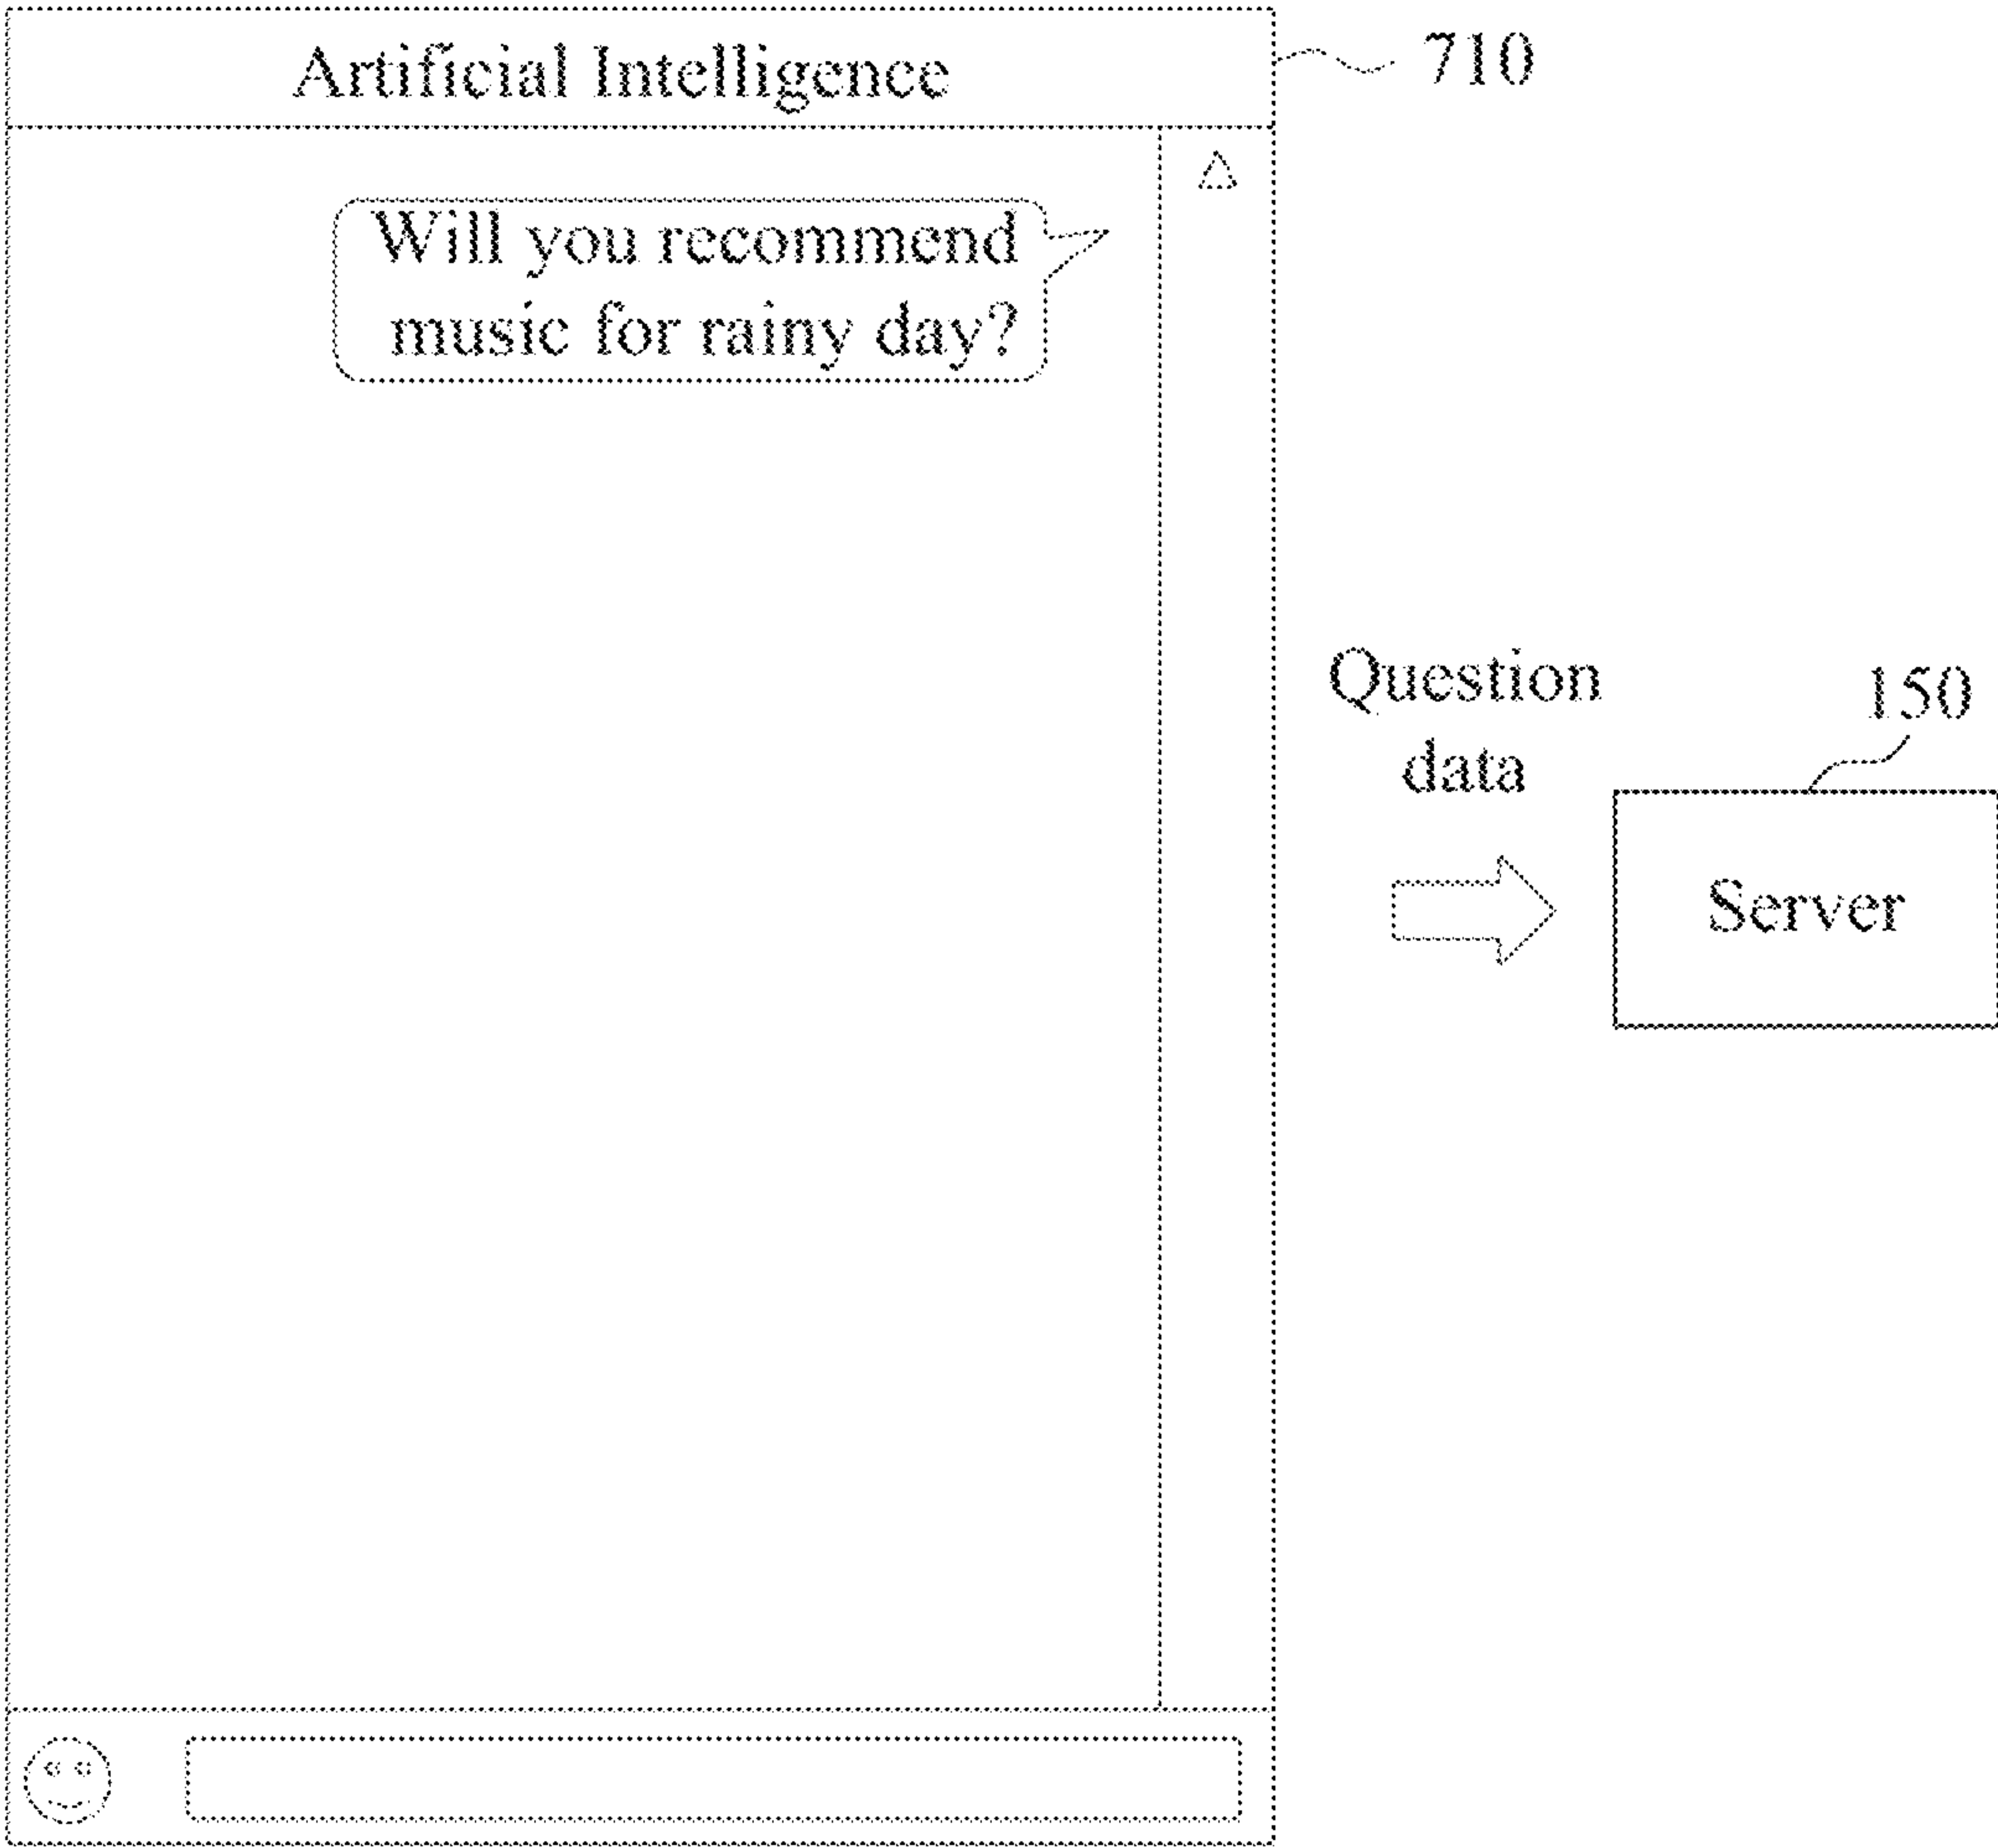 Artificial Intelligence
710
Will you recommend
music for rainy day?
Question
data
150
Server